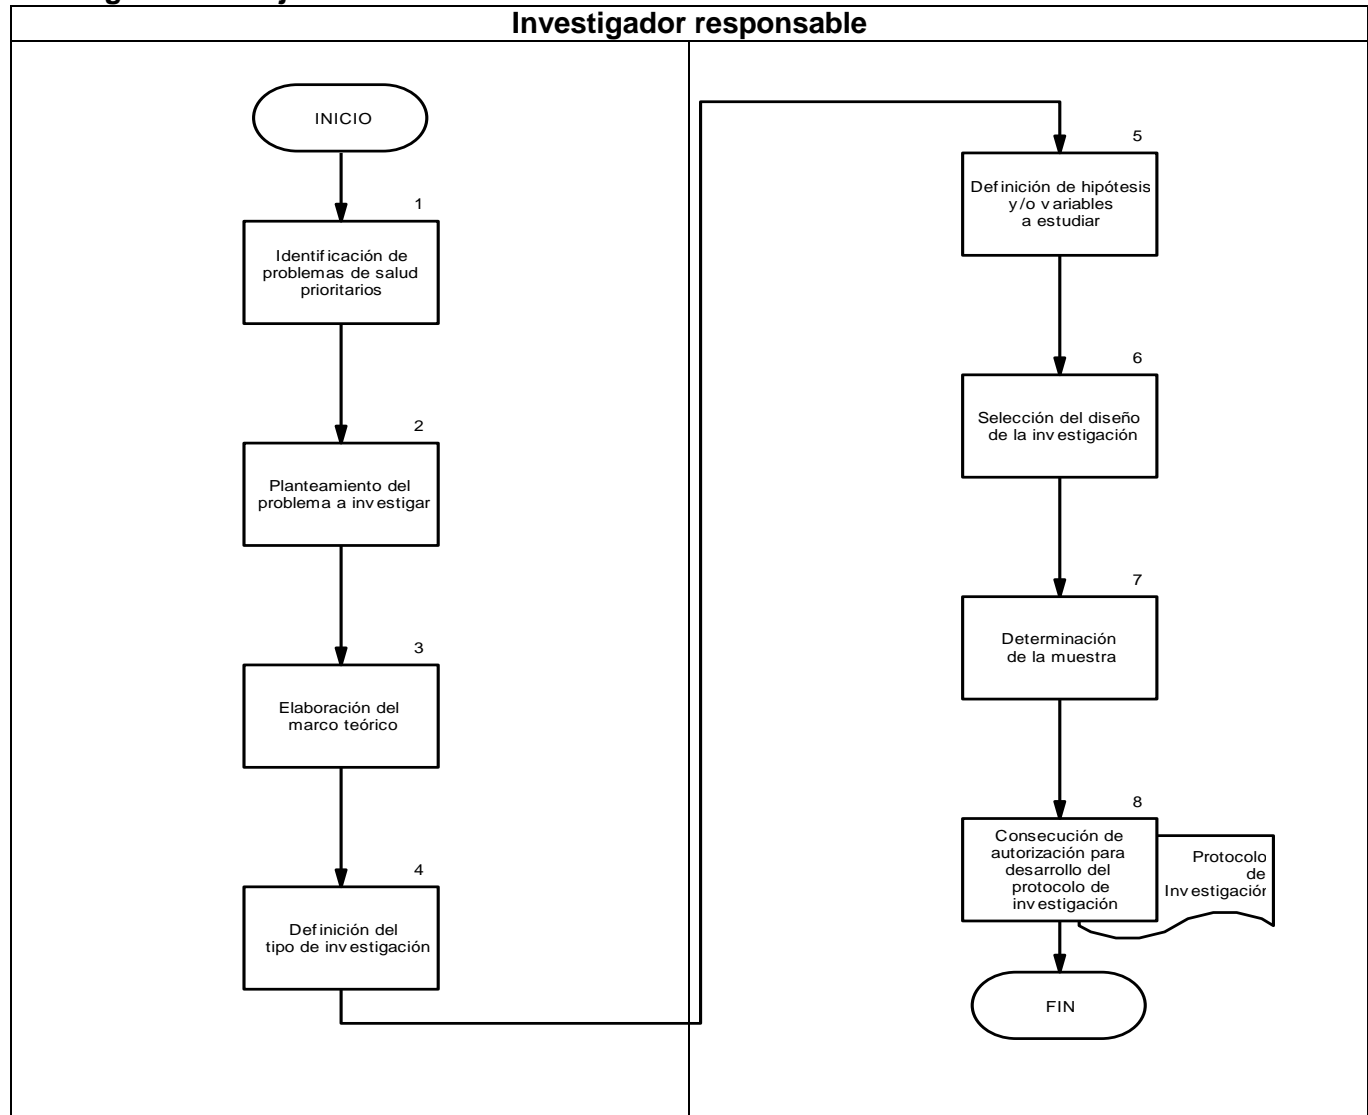 Investigador responsable
INICIO
1
Identificación de
problemas de salud
prioritarios
2
Planteamiento del
problema a investigar
3
Elaboración del
marco teórico
4
Definición del
tipo de investigación
5
Definición de hipótesis
y/o variables
a estudiar
6
Selección del diseño
de la investigación
7
Determinación
de la muestra
8
Consecución de
autorización para
desarrollo del
protocolo de
investigación
Protocolo
de
Investigación
FIN